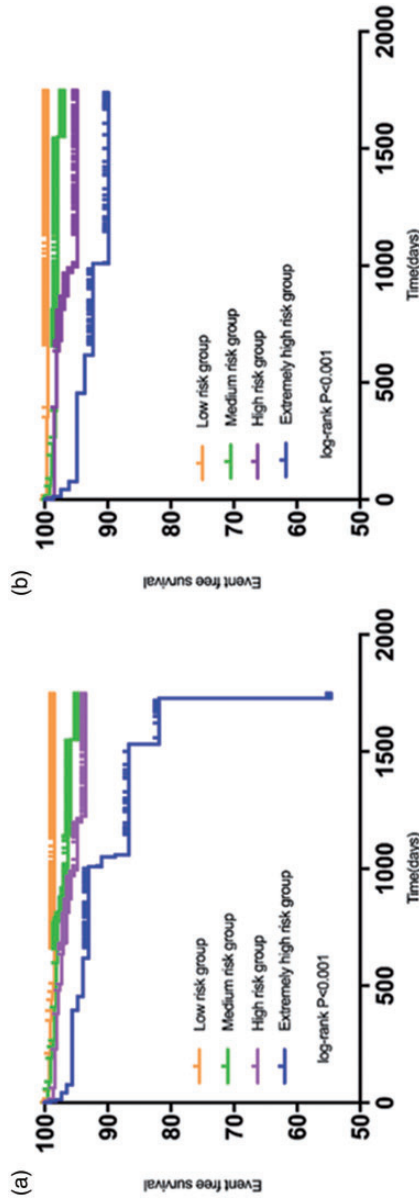 (a)
100
90
80
70
60
50
Event free survival
Low risk group
Medium risk group
High risk group
Extremely high risk group
log-rank P<0.001
0
500
1000
1500
2000
Time(days)
(b)
100
90
80
70
60
50
Event free survival
Low risk group
Medium risk group
High risk group
Extremely high risk group
log-rank P<0.001
0
500
1000
1500
2000
Time(days)